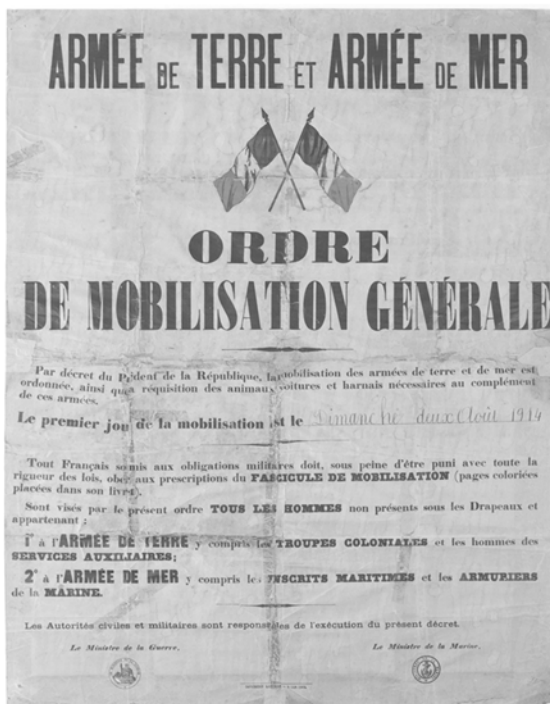 ARMÉE DE TERRE ET ARMÉE DE MER
ORDRE
DE MOBILISATION GÉNÉRALE
Par décret du Président de la République, la mobilisation des armées de terre et de mer est
ordonnée, ainsi que la réquisition des animaux, voitures et harnais nécessaires au complément
de ces armées.
Le premier jour de la mobilisation est le Dimanche deux Août 1914
Tout Français soumis aux obligations militaires doit, sous peine d'être puni avec toute la
rigueur des lois, obéir aux prescriptions du FASCICULE DE MOBILISATION (pages coloriées
placées dans son livret).
Sont visés par le présent ordre TOUS LES HOMMES non présents sous les Drapeaux et
appartenant :
1° à l'ARMÉE DE TERRE y compris les TROUPES COLONIALES et les hommes des
SERVICES AUXILIAIRES;
2° à l'ARMÉE DE MER y compris les INSCRITS MARITIMES et les ARMURIERS
de la MARINE.
Les Autorités civiles et militaires sont responsables de l'exécution du présent décret.
Le Ministre de la Guerre,
Le Ministre de la Marine,